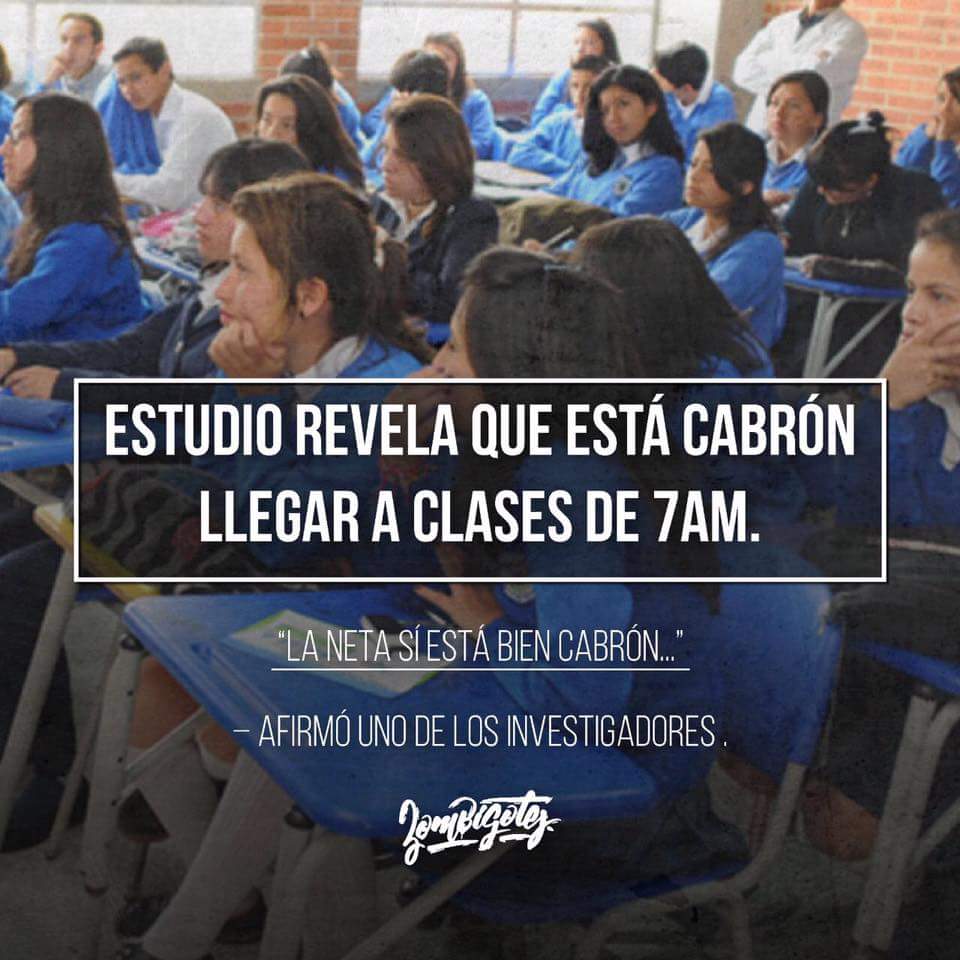 ESTUDIO REVELA QUE ESTÁ CABRÓN
LLEGAR A CLASES DE 7AM.
“LA NETA SÍ ESTÁ BIEN CABRÓN...”
– AFIRMÓ UNO DE LOS INVESTIGADORES .
ZomBigotes